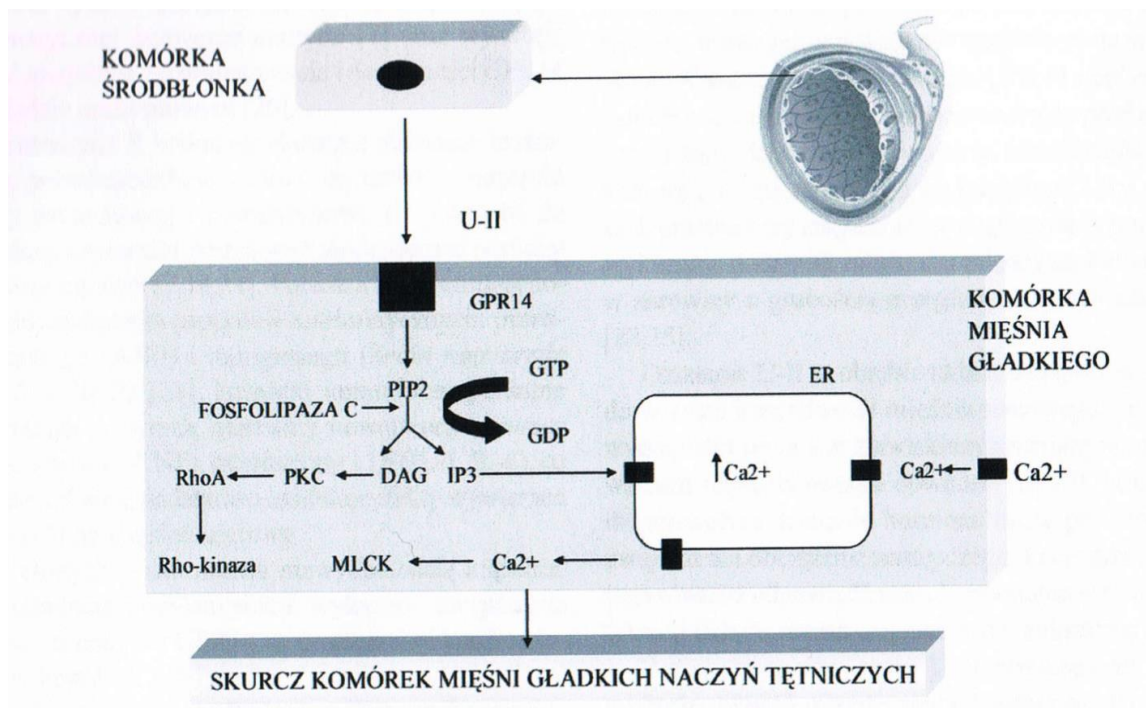 KOMÓRKA
ŚRÓDBŁONKA
U-II
GPR14
KOMÓRKA
MIĘŚNIA
GŁADKIEGO
PIP2
GTP
ER
FOSFOLIPAZA C
GDP
RhoA
PKC
DAG
IP3
Ca2+
Ca2+
Ca2+
Rho-kinaza
MLCK
Ca2+
SKURCZ KOMÓREK MIĘŚNI GŁADKICH NACZYŃ TĘTNICZYCH